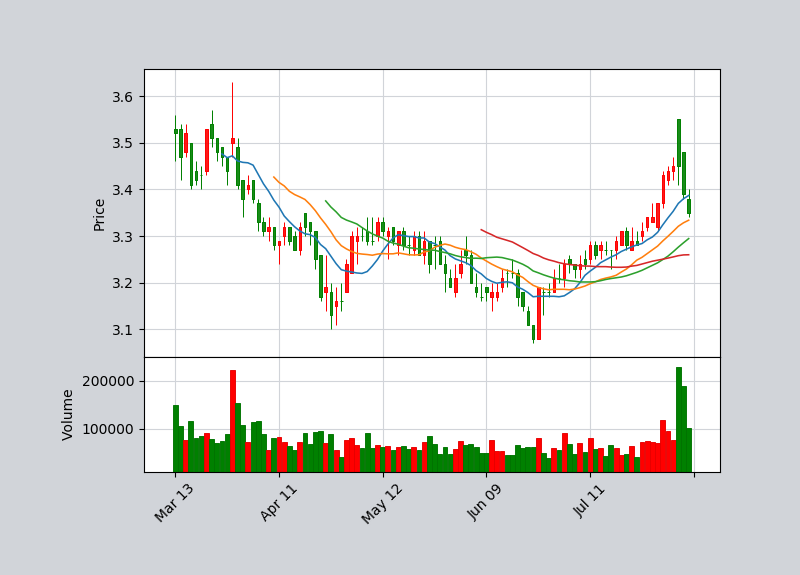 3.6
3.5
3.4
3.3
3.2
3.1
Price
200000
100000
Volume
Mar 13
Apr 11
May 12
Jun 09
Jul 11